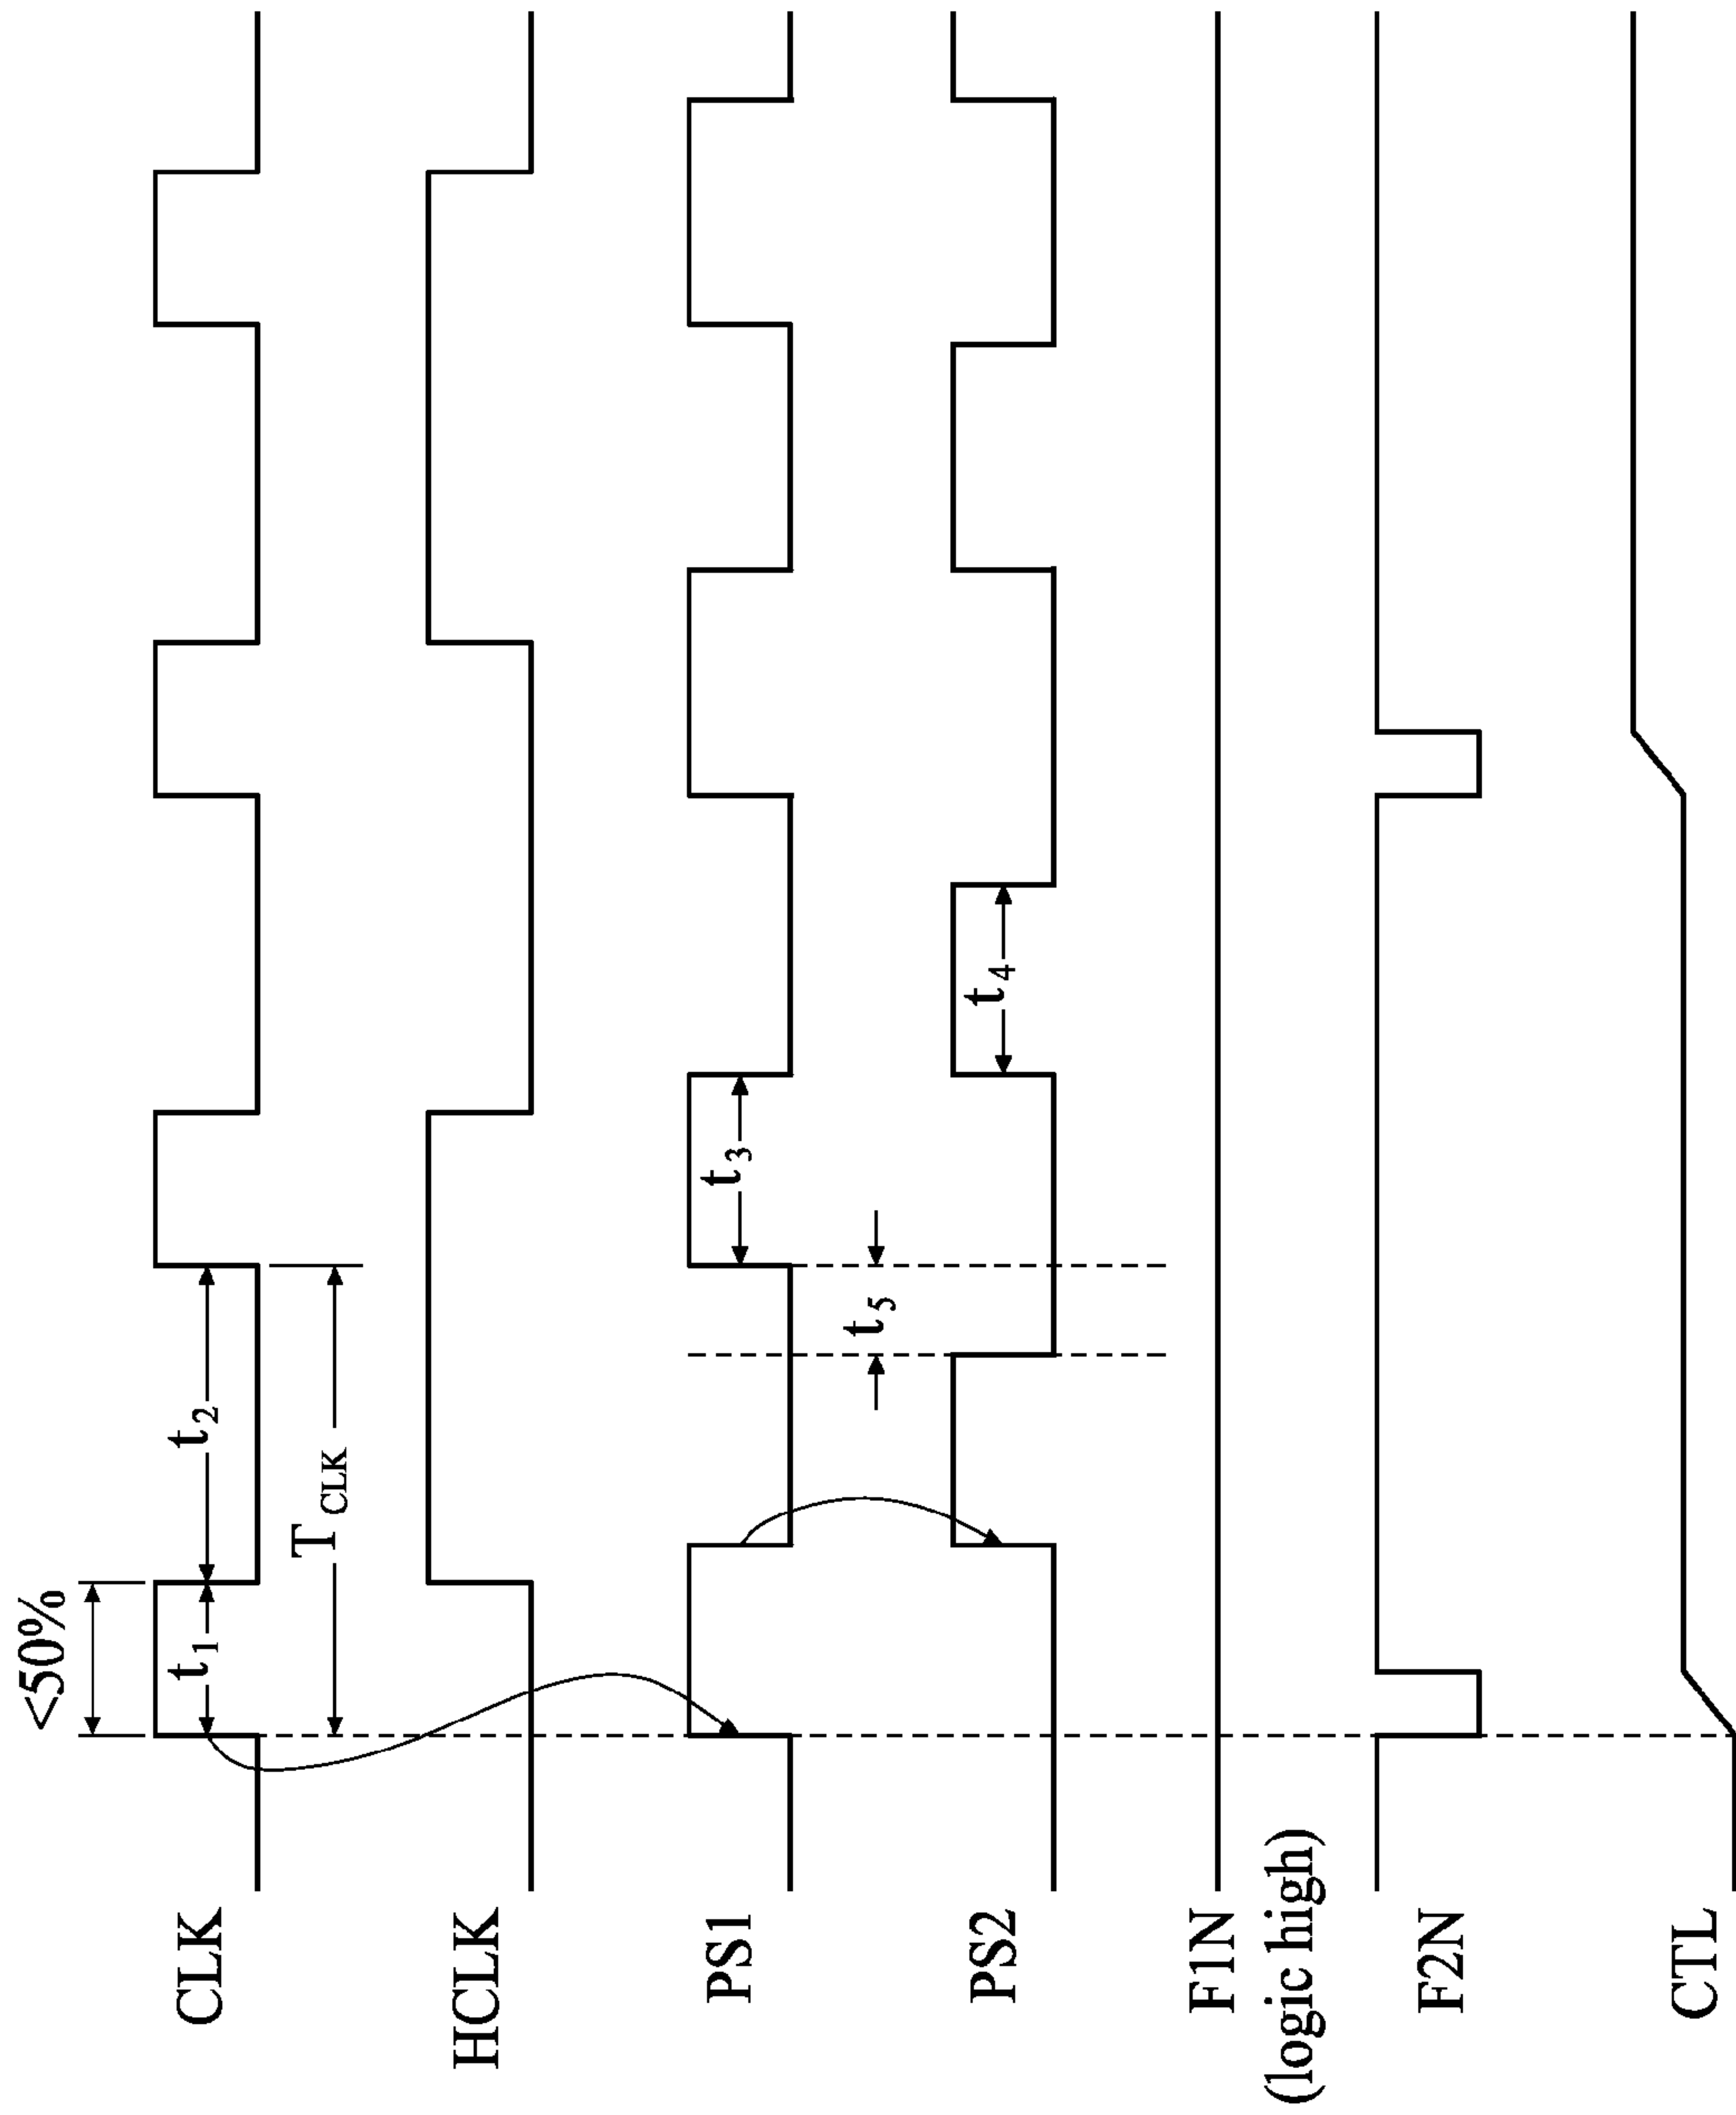 <50%
t1
t2
CLK
TCLK
HCLK
t3
PS1
t5
t4
PS2
F1N
(logic high)
F2N
CTL